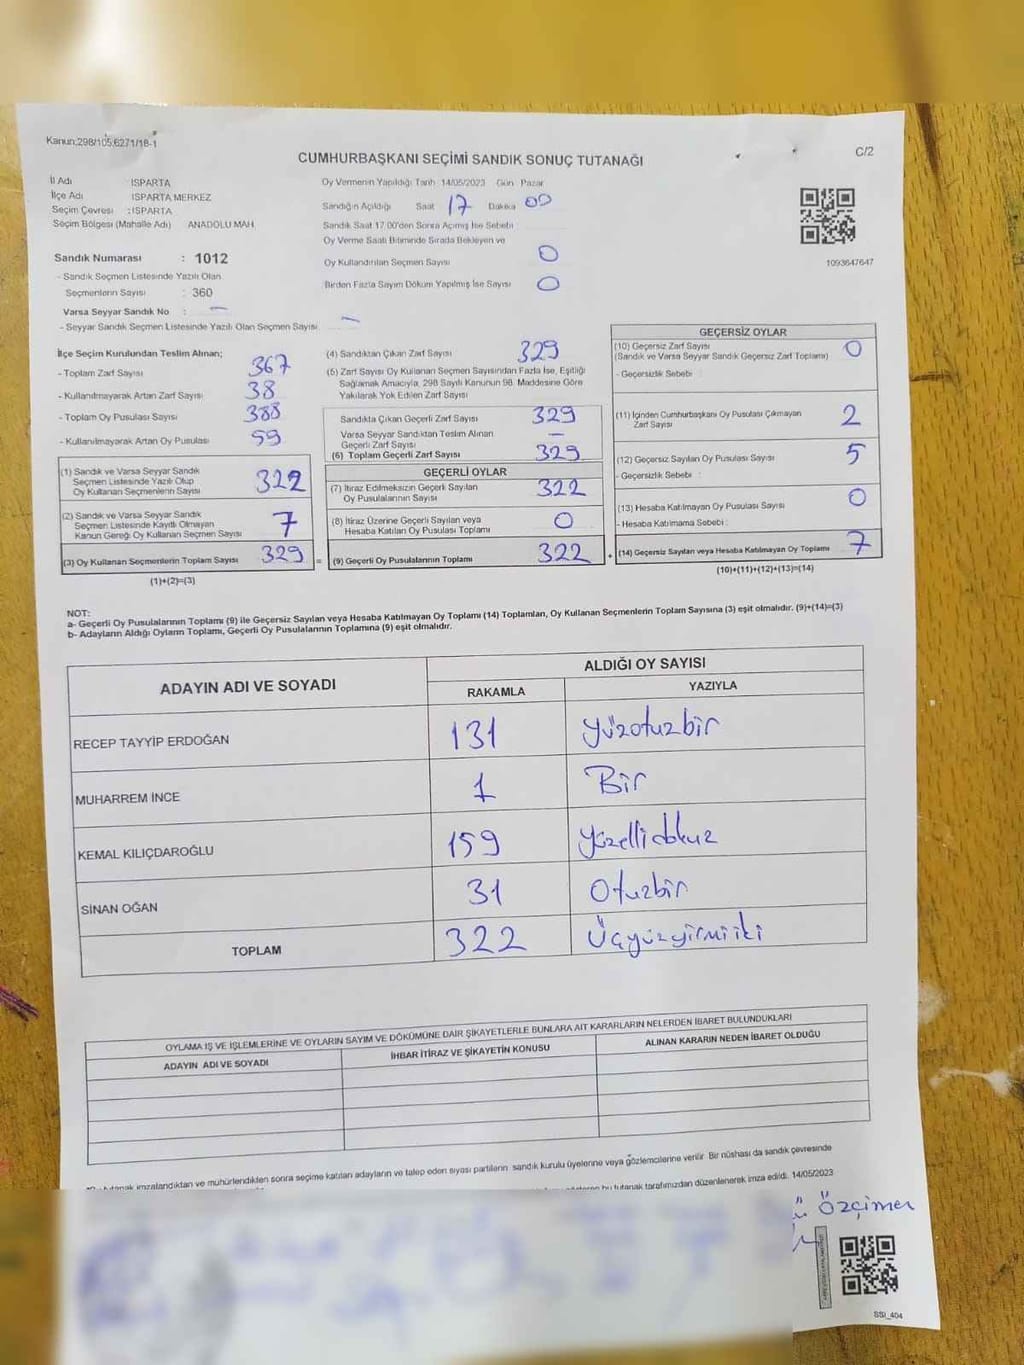 Kanun:298/105,6271/18-1
CUMHURBAŞKANI SEÇİMİ SANDIK SONUÇ TUTANAĞI
C/2
İl Adı : ISPARTA
İlçe Adı : ISPARTA MERKEZ
Seçim Çevresi : ISPARTA
Seçim Bölgesi (Mahalle Adı) ANADOLU MAH.
Sandık Numarası : 1012
- Sandık Seçmen Listesinde Yazılı Olan
Seçmenlerin Sayısı : 360
Varsa Seyyar Sandık No : -
- Seyyar Sandık Seçmen Listesinde Yazılı Olan Seçmen Sayısı -
Oy Vermenin Yapıldığı Tarih 14/05/2023 Gün Pazar
Sandığın Açıldığı Saat 17 Dakika 00
Sandık Saat 17.00'den Sonra Açımış İse Sebebi
Oy Verme Saati Bitiminde Sırada Bekleyen ve
Oy Kullandırılan Seçmen Sayısı 0
Birden Fazla Sayım Döküm Yapılmış İse Sayısı 0
1093647647
İlçe Seçim Kurulundan Teslim Alınan;
- Toplam Zarf Sayısı 367
- Kullanılmayarak Artan Zarf Sayısı 38
- Toplam Oy Pusulası Sayısı 388
- Kullanılmayarak Artan Oy Pusulası 59
(1) Sandık ve Varsa Seyyar Sandık
Seçmen Listesinde Yazılı Olup
Oy Kullanan Seçmenlerin Sayısı 322
(2) Sandık ve Varsa Seyyar Sandık
Seçmen Listesinde Kayıtlı Olmayan
Kanun Gereği Oy Kullanan Seçmen Sayısı 7
(3) Oy Kullanan Seçmenlerin Toplam Sayısı 329 =
(1)+(2)=(3)
(4) Sandıktan Çıkan Zarf Sayısı 329
(5) Zarf Sayısı Oy Kullanan Seçmen Sayısından Fazla İse, Eşitliği
Sağlamak Amacıyla, 298 Sayılı Kanunun 98. Maddesine Göre
Yakılarak Yok Edilen Zarf Sayısı
Sandıkta Çıkan Geçerli Zarf Sayısı 329
Varsa Seyyar Sandıktan Teslim Alınan
Geçerli Zarf Sayısı -
(6) Toplam Geçerli Zarf Sayısı 329
GEÇERLİ OYLAR
(7) İtiraz Edilmeksizin Geçerli Sayılan
Oy Pusulalarının Sayısı 322
(8) İtiraz Üzerine Geçerli Sayılan veya
Hesaba Katılan Oy Pusulası Toplamı 0
(9) Geçerli Oy Pusulalarının Toplamı 322 +
GEÇERSİZ OYLAR
(10) Geçersiz Zarf Sayısı
(Sandık ve Varsa Seyyar Sandık Geçersiz Zarf Toplamı) 0
- Geçersizlik Sebebi :
(11) İçinden Cumhurbaşkanı Oy Pusulası Çıkmayan
Zarf Sayısı 2
(12) Geçersiz Sayılan Oy Pusulası Sayısı 5
- Geçersizlik Sebebi :
(13) Hesaba Katılmayan Oy Pusulası Sayısı 0
- Hesaba Katılmama Sebebi :
(14) Geçersiz Sayılan veya Hesaba Katılmayan Oy Toplamı 7
(10)+(11)+(12)+(13)=(14)
NOT:
a- Geçerli Oy Pusulalarının Toplamı (9) ile Geçersiz Sayılan veya Hesaba Katılmayan Oy Toplamı (14) Toplamları, Oy Kullanan Seçmenlerin Toplam Sayısına (3) eşit olmalıdır. (9)+(14)=(3)
b- Adayların Aldığı Oyların Toplamı, Geçerli Oy Pusulalarının Toplamına (9) eşit olmalıdır.
ADAYIN ADI VE SOYADI
ALDIĞI OY SAYISI
RAKAMLA YAZIYLA
RECEP TAYYİP ERDOĞAN 131 yüzotuzbir
MUHARREM İNCE 1 Bir
KEMAL KILIÇDAROĞLU 159 yüzellidokuz
SİNAN OĞAN 31 Otuzbir
TOPLAM 322 Üçyüzyirmiiki
OYLAMA İŞ VE İŞLEMLERİNE VE OYLARIN SAYIM VE DÖKÜMÜNE DAİR ŞİKAYETLERLE BUNLARA AİT KARARLARIN NELERDEN İBARET BULUNDUKLARI
ADAYIN ADI VE SOYADI İHBAR İTİRAZ VE ŞİKAYETİN KONUSU ALINAN KARARIN NEDEN İBARET OLDUĞU
tutanak imzalandıktan ve mühürlendikten sonra seçime katılan adayların ve talep eden siyasi partilerin sandık kurulu üyelerine veya gözlemcilerine verilir. Bir nüshası da sandık çevresinde
bu tutanak tarafımızdan düzenlenerek imza edildi. 14/05/2023
Özçimen
SSI_404